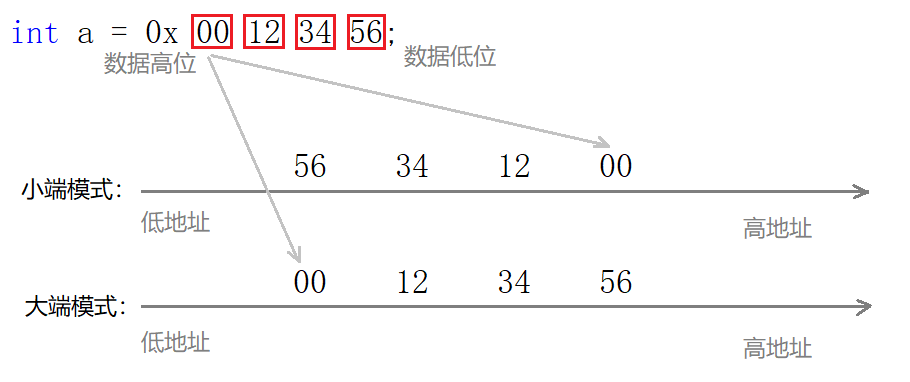 int a = 0x 00 12 34 56;
数据高位
数据低位
56 34 12 00
小端模式:
低地址
高地址
00 12 34 56
大端模式:
低地址
高地址